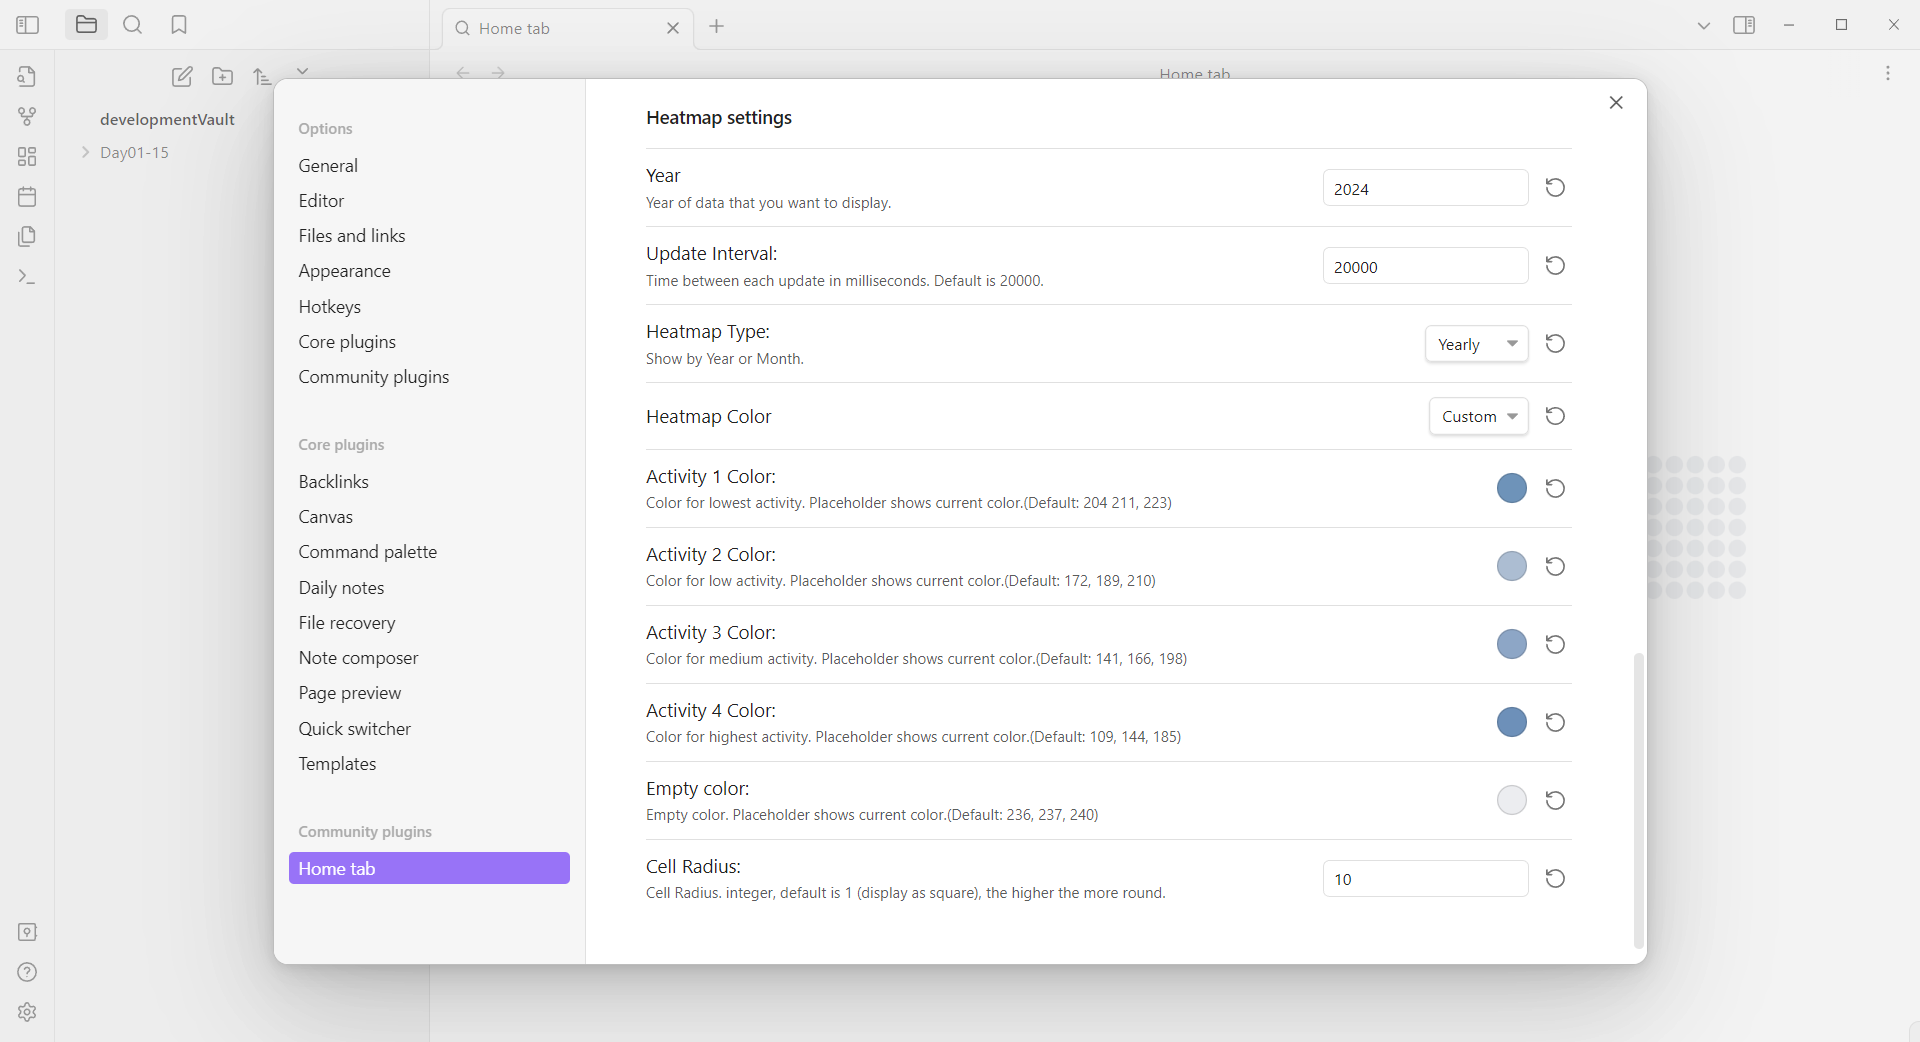 Home tab
Home tab
developmentVault
Day01-15
Options
General
Editor
Files and links
Appearance
Hotkeys
Core plugins
Community plugins
Core plugins
Backlinks
Canvas
Command palette
Daily notes
File recovery
Note composer
Page preview
Quick switcher
Templates
Community plugins
Home tab
Heatmap settings
Year
Year of data that you want to display.
2024
Update Interval:
Time between each update in milliseconds. Default is 20000.
20000
Heatmap Type:
Show by Year or Month.
Yearly
Heatmap Color
Custom
Activity 1 Color:
Color for lowest activity. Placeholder shows current color.(Default: 204 211, 223)
Activity 2 Color:
Color for low activity. Placeholder shows current color.(Default: 172, 189, 210)
Activity 3 Color:
Color for medium activity. Placeholder shows current color.(Default: 141, 166, 198)
Activity 4 Color:
Color for highest activity. Placeholder shows current color.(Default: 109, 144, 185)
Empty color:
Empty color. Placeholder shows current color.(Default: 236, 237, 240)
Cell Radius:
Cell Radius. integer, default is 1 (display as square), the higher the more round.
10